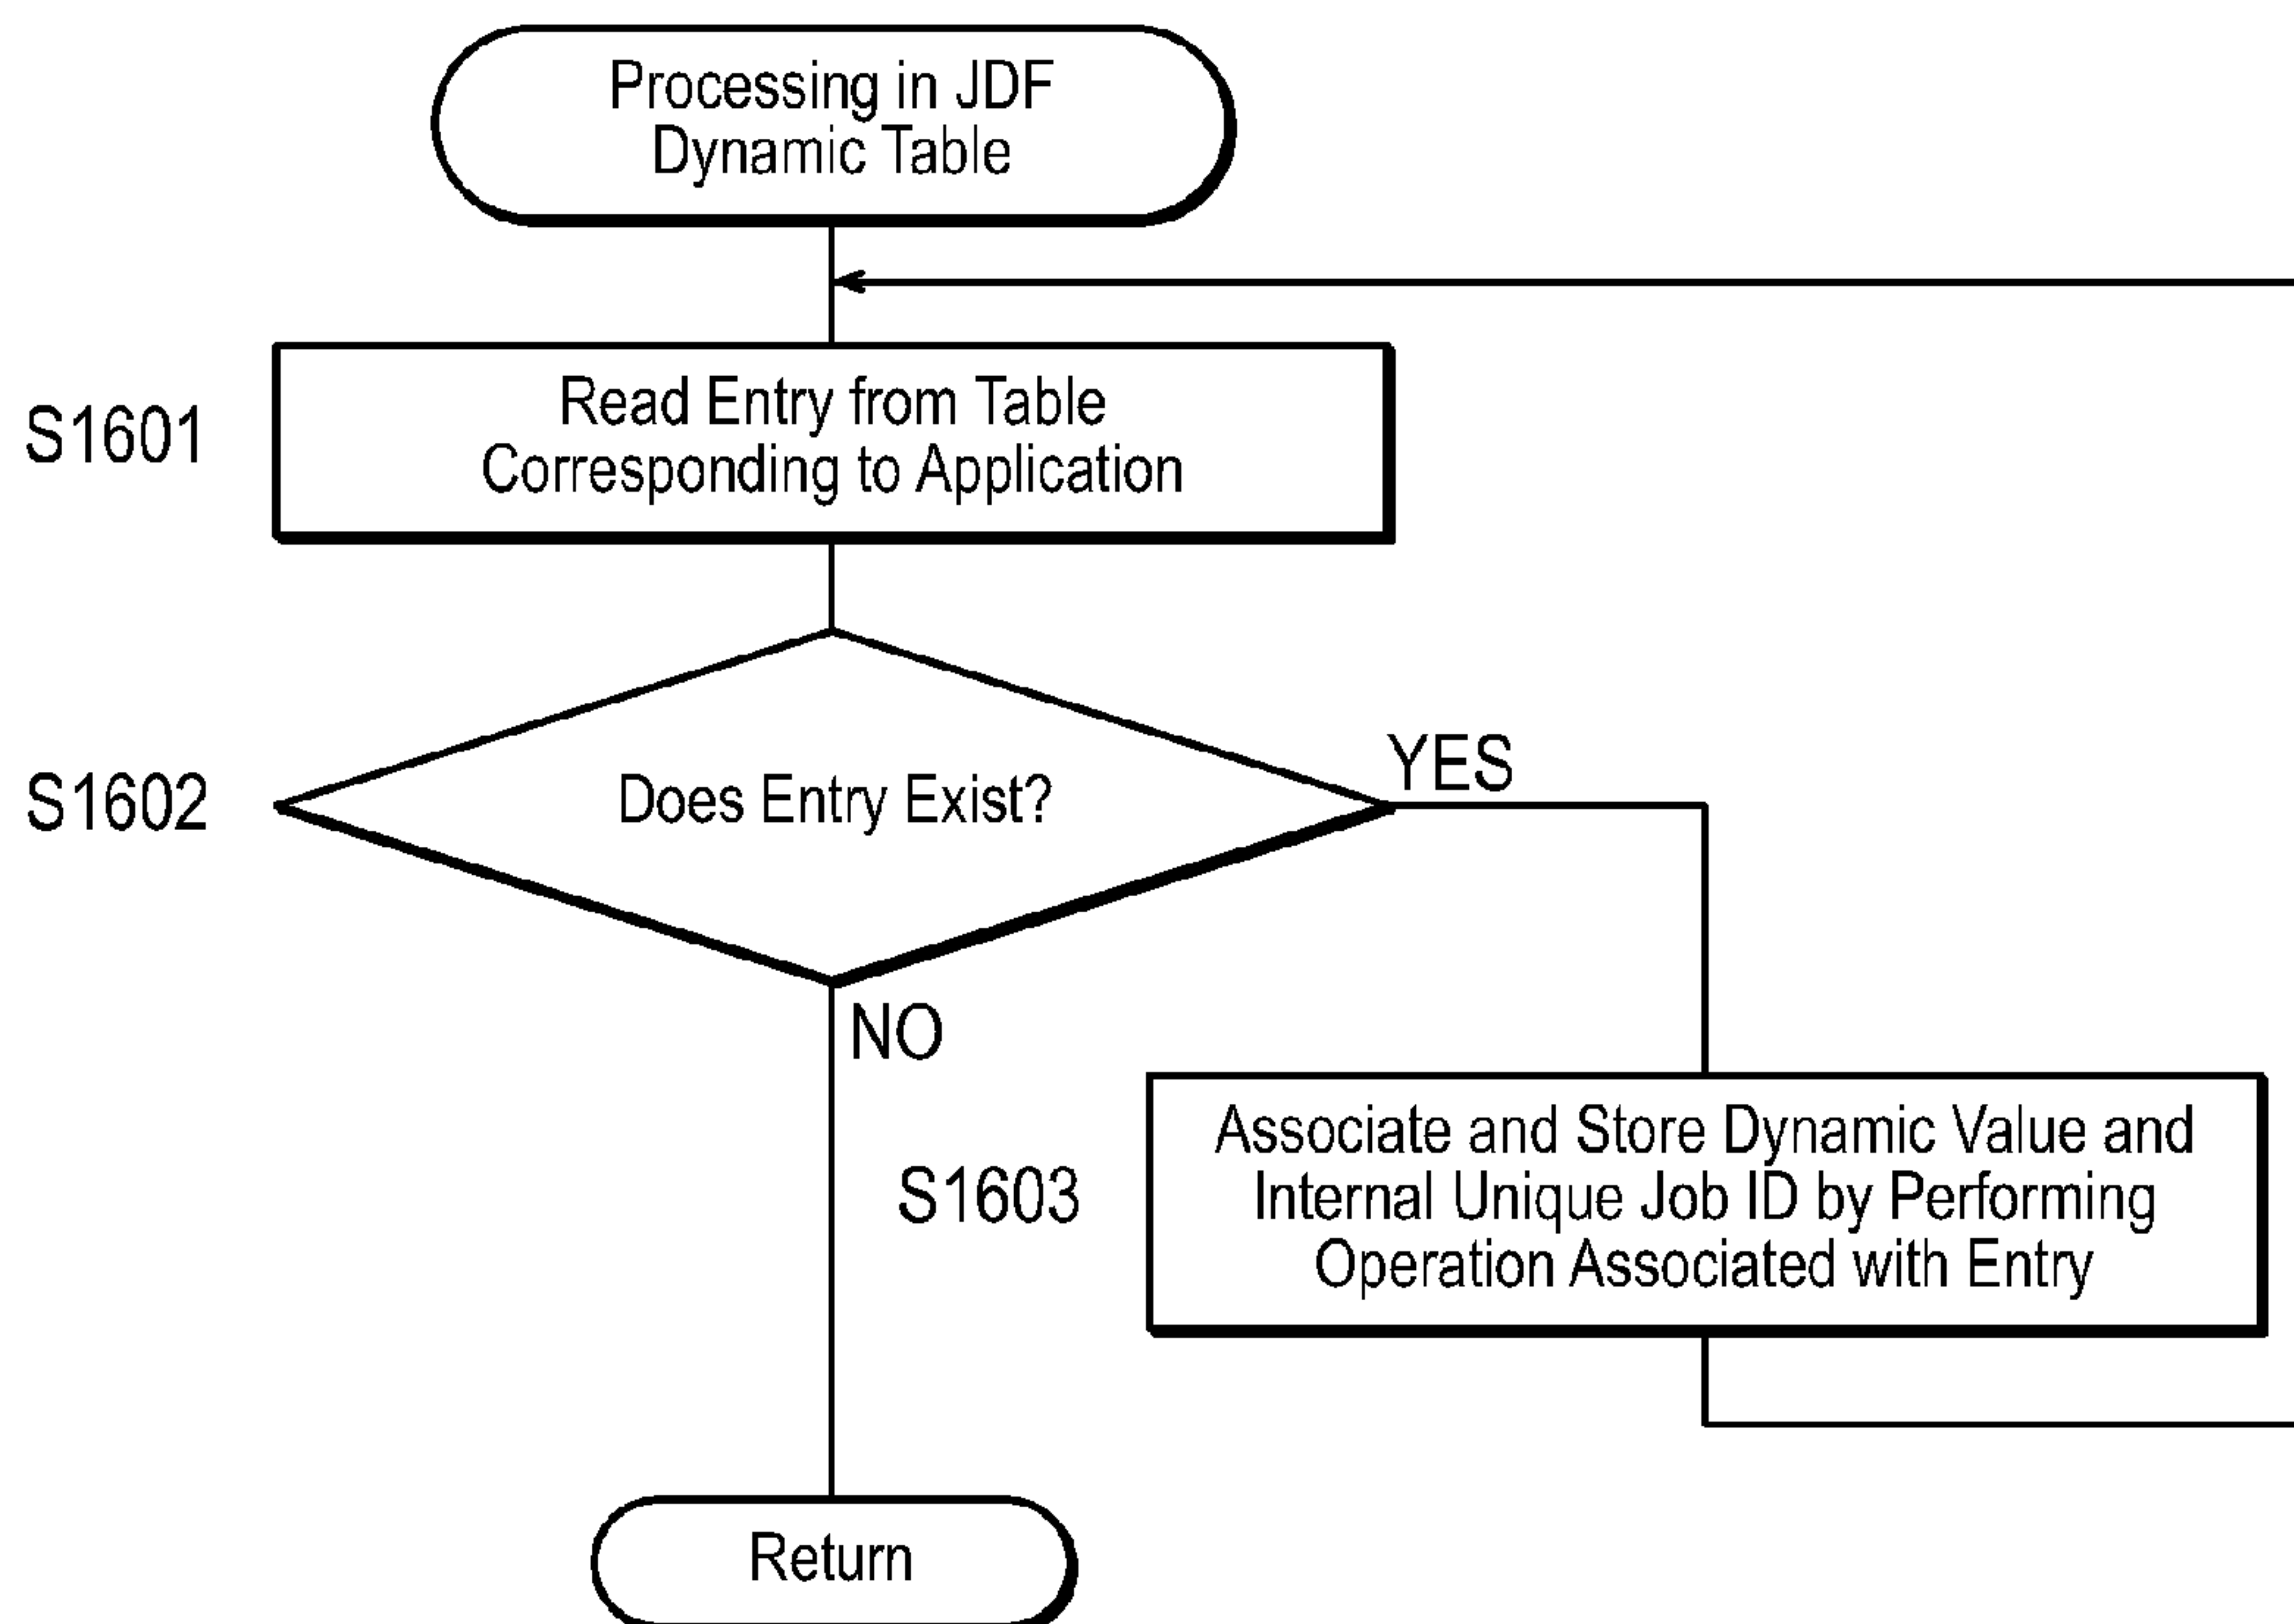 Processing in JDF
Dynamic Table
S1601
Read Entry from Table
Corresponding to Application
S1602
Does Entry Exist?
YES
NO
S1603
Associate and Store Dynamic Value and
Internal Unique Job ID by Performing
Operation Associated with Entry
Return